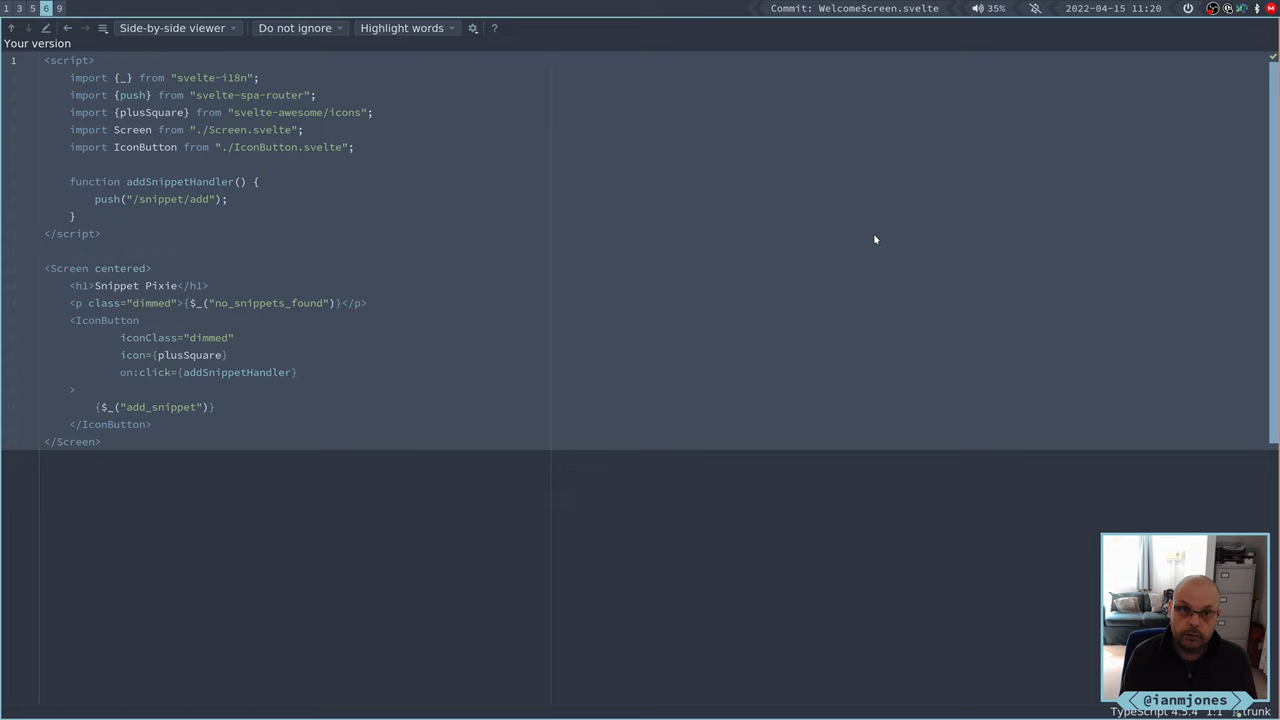 1 3 5 6 9 Commit: WelcomeScreen.svelte 35% 2022-04-15 11:20
Side-by-side viewer Do not ignore Highlight words ?
Your version
1 <script>
import {_} from "svelte-i18n";
import {push} from "svelte-spa-router";
import {plusSquare} from "svelte-awesome/icons";
import Screen from "./Screen.svelte";
import IconButton from "./IconButton.svelte";
function addSnippetHandler() {
push("/snippet/add");
}
</script>
<Screen centered>
<h1>Snippet Pixie</h1>
<p class="dimmed">{$_("no_snippets_found")}</p>
<IconButton
iconClass="dimmed"
icon={plusSquare}
on:click={addSnippetHandler}
>
{$_("add_snippet")}
</IconButton>
</Screen>
@ianmjones
TypeScript 4.5.4 1:1 trunk